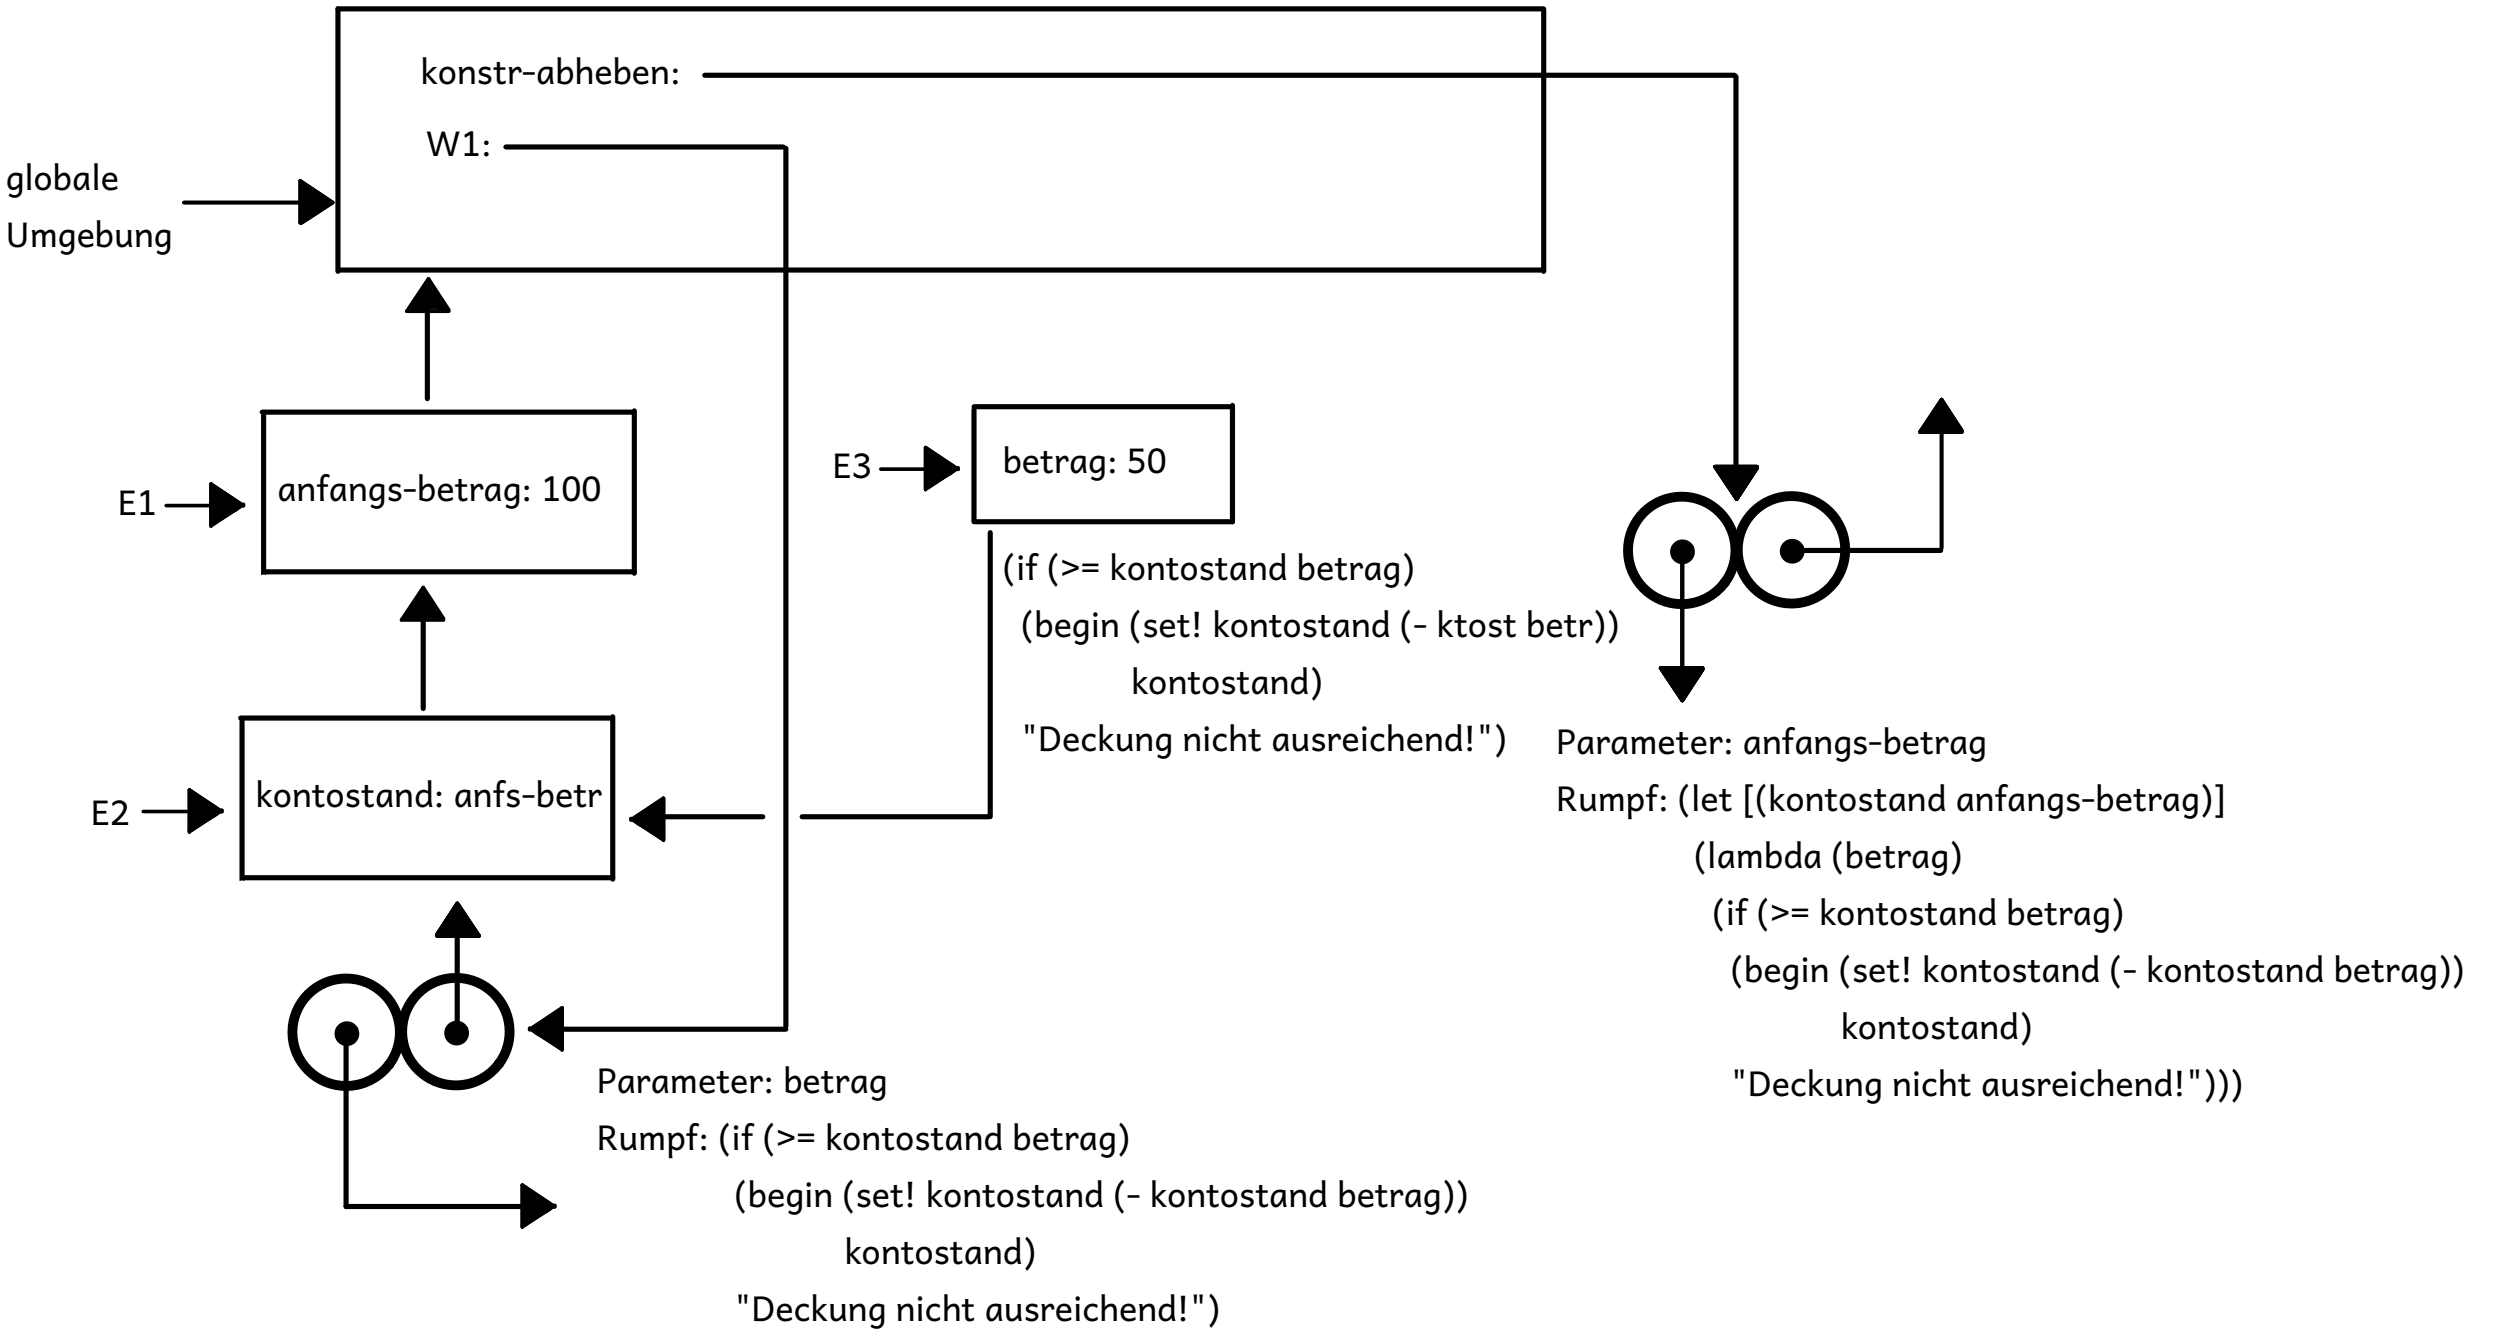 konstr-abheben:
W1:
globale
Umgebung
E1
anfangs-betrag: 100
E3
betrag: 50
(if (>= kontostand betrag)
(begin (set! kontostand (- ktost betr))
kontostand)
"Deckung nicht ausreichend!")
E2
kontostand: anfs-betr
Parameter: anfangs-betrag
Rumpf: (let [(kontostand anfangs-betrag)]
(lambda (betrag)
(if (>= kontostand betrag)
(begin (set! kontostand (- kontostand betrag))
kontostand)
"Deckung nicht ausreichend!")))
Parameter: betrag
Rumpf: (if (>= kontostand betrag)
(begin (set! kontostand (- kontostand betrag))
kontostand)
"Deckung nicht ausreichend!")